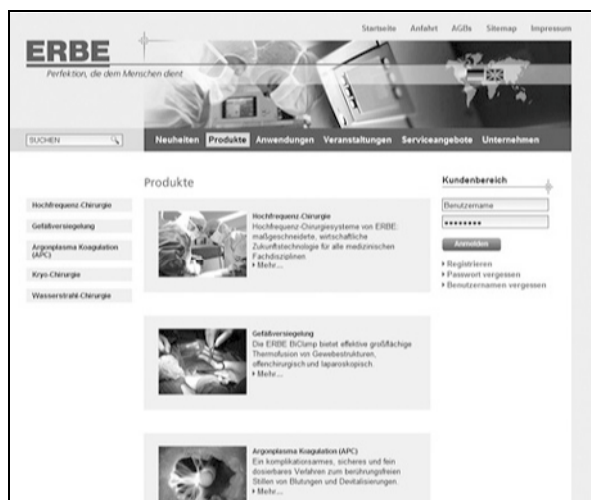 Startseite Anfahrt AGBs Sitemap Impressum
ERBE
Perfektion, die dem Menschen dient
SUCHEN
Neuheiten Produkte Anwendungen Veranstaltungen Serviceangebote Unternehmen
Produkte
Kundenbereich
Hochfrequenz-Chirurgie
Gefäßversiegelung
Argonplasma Koagulation
(APC)
Kryo-Chirurgie
Wasserstrahl-Chirurgie
Hochfrequenz-Chirurgie
Hochfrequenz-Chirurgiesysteme von ERBE:
maßgeschneidete, wirtschaftliche
Zukunftstechnologie für alle medizinischen
Fachdisziplinen
Mehr...
Benutzername
••••••••
Anmelden
Registrieren
Passwort vergessen
Benutzernamen vergessen
Gefäßversiegelung
Die ERBE BiClamp bietet effektive großflächige
Thermofusion von Gewebestrukturen,
offenchirurgisch und laparoskopisch.
Mehr...
Argonplasma Koagulation (APC)
Ein komplikationsarmes, sicheres und fein
dosierbares Verfahren zum berührungsfreien
Stillen von Blutungen und Devitalisierungen.
Mehr...